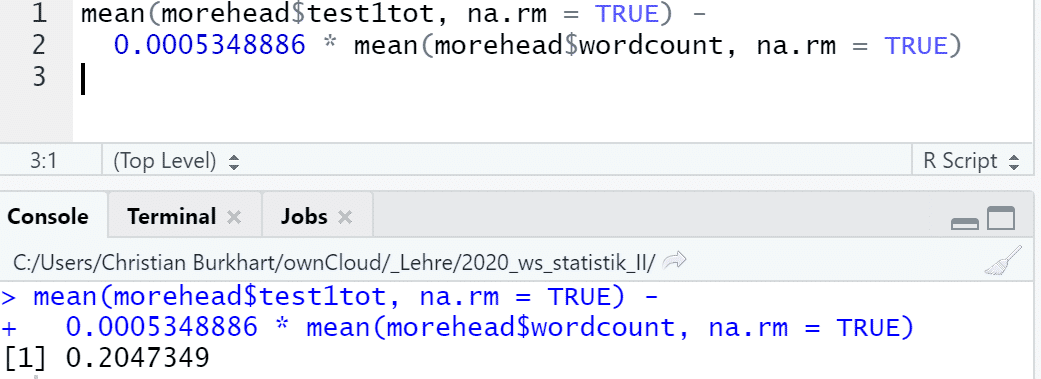 1 mean(morehead$test1tot, na.rm = TRUE) -
2   0.0005348886 * mean(morehead$wordcount, na.rm = TRUE)
3
3:1 (Top Level) R Script
Console Terminal Jobs
C:/Users/Christian Burkhart/ownCloud/_Lehre/2020_ws_statistik_II/
> mean(morehead$test1tot, na.rm = TRUE) -
+   0.0005348886 * mean(morehead$wordcount, na.rm = TRUE)
[1] 0.2047349